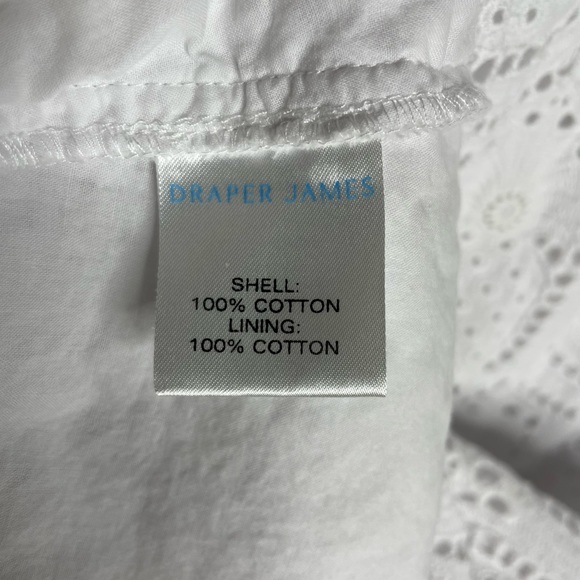 DRAPER JAMES
SHELL:
100% COTTON
LINING:
100% COTTON